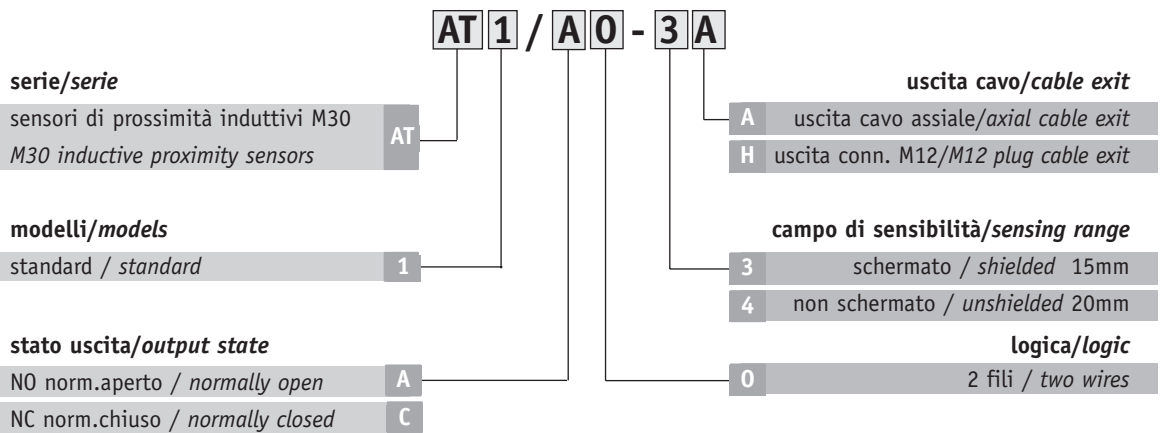 AT 1 / A 0 - 3 A
serie/serie
sensori di prossimità induttivi M30
M30 inductive proximity sensors
AT
modelli/models
standard / standard 1
stato uscita/output state
NO norm.aperto / normally open A
NC norm.chiuso / normally closed C
uscita cavo/cable exit
A uscita cavo assiale/axial cable exit
H uscita conn. M12/M12 plug cable exit
campo di sensibilità/sensing range
3 schermato / shielded 15mm
4 non schermato / unshielded 20mm
logica/logic
0 2 fili / two wires